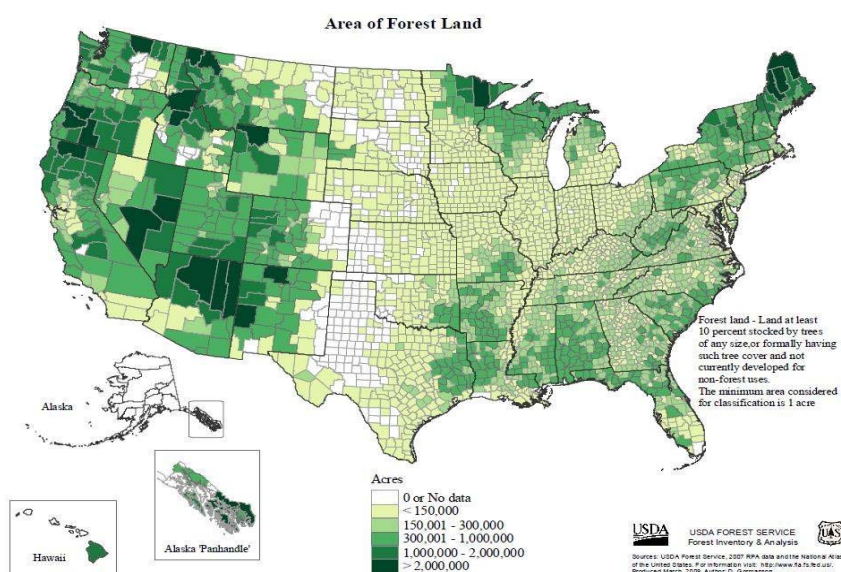 Area of Forest Land
Forest land - Land at least
10 percent stocked by trees
of any size,or formally having
such tree cover and not
currently developed for
non-forest uses.
The minimum area considered
for classification is 1 acre
Alaska
Alaska 'Panhandle'
Hawaii
Acres
0 or No data
< 150,000
150,001 - 300,000
300,001 - 1,000,000
1,000,000 - 2,000,000
> 2,000,000
USDA
USDA FOREST SERVICE
Forest Inventory & Analysis
Sources: USDA Forest Service, 2007 RPA data and the National Atlas
of the United States. For information visit: http://www.fia.fs.fed.us/.
Produced March, 2009 Author: D.